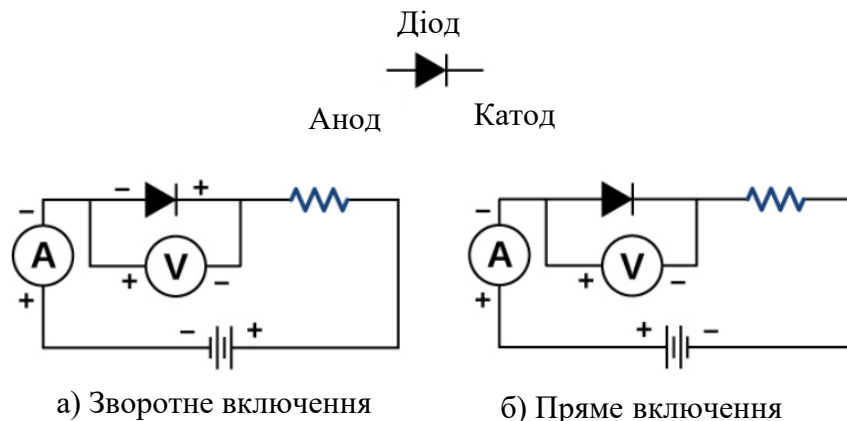 Діод
Анод Катод
− +
− −
A V + −
+
− +
а) Зворотне включення
−
A V + −
+
+ −
б) Пряме включення